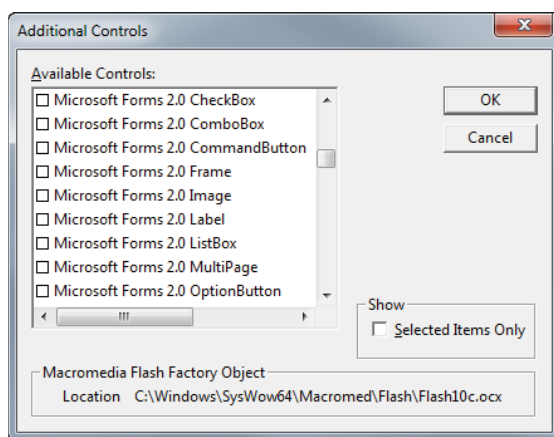 Additional Controls
Available Controls:
Microsoft Forms 2.0 CheckBox
Microsoft Forms 2.0 ComboBox
Microsoft Forms 2.0 CommandButton
Microsoft Forms 2.0 Frame
Microsoft Forms 2.0 Image
Microsoft Forms 2.0 Label
Microsoft Forms 2.0 ListBox
Microsoft Forms 2.0 MultiPage
Microsoft Forms 2.0 OptionButton
OK
Cancel
Show
Selected Items Only
Macromedia Flash Factory Object
Location C:\Windows\SysWow64\Macromed\Flash\Flash10c.ocx